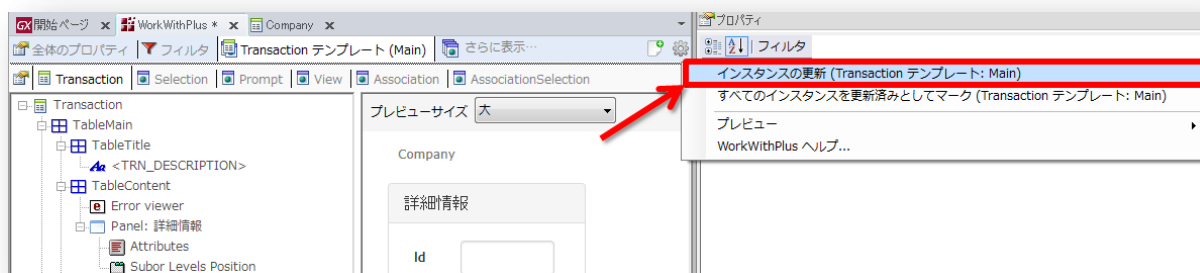 開始ページ x WorkWithPlus * x Company x
プロパティ
全体のプロパティ フィルタ Transaction テンプレート (Main) さらに表示…
フィルタ
Transaction Selection Prompt View Association AssociationSelection
インスタンスの更新 (Transaction テンプレート: Main)
すべてのインスタンスを更新済みとしてマーク (Transaction テンプレート: Main)
プレビュー
WorkWithPlus ヘルプ...
Transaction
TableMain
TableTitle
<TRN_DESCRIPTION>
TableContent
Error viewer
Panel: 詳細情報
Attributes
Subor Levels Position
プレビューサイズ 大
Company
詳細情報
Id